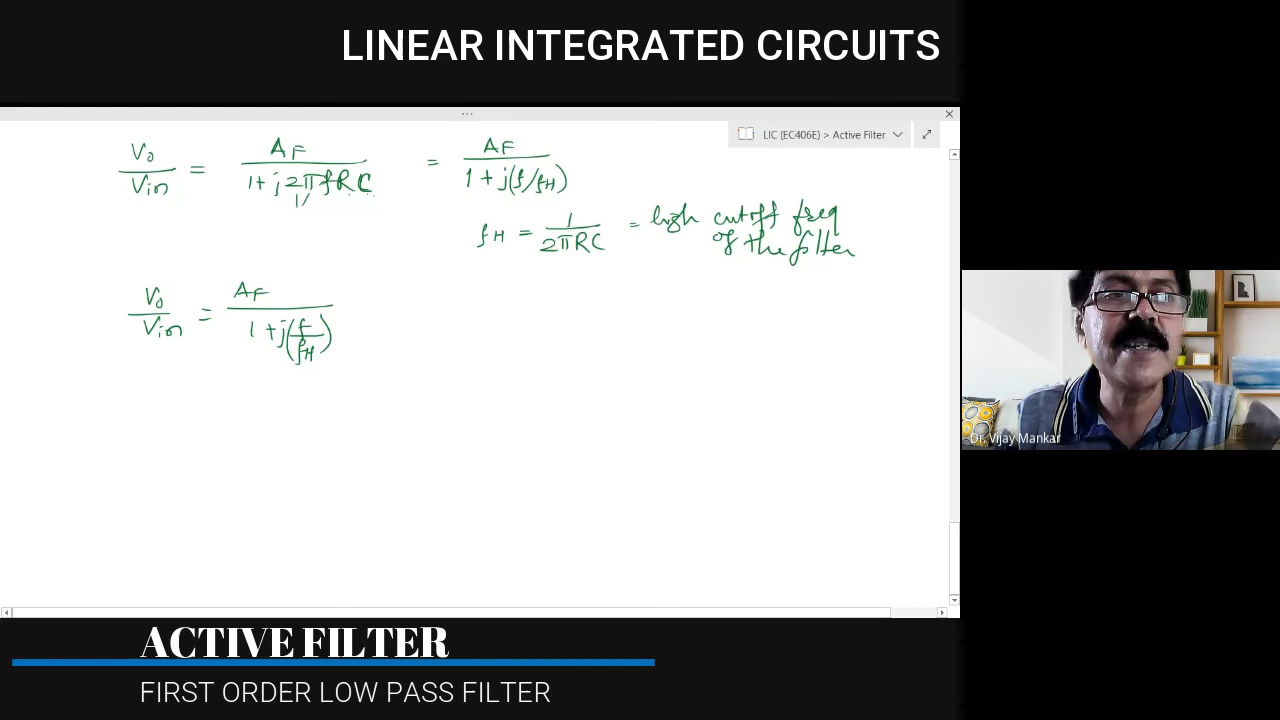 LINEAR INTEGRATED CIRCUITS
LIC (EC406E) > Active Filter
Vo/Vin = AF/(1 + j2πfRC) = AF/(1 + j(f/fH))
fH = 1/(2πRC) = high cutoff freq
of the filter
Vo/Vin = AF/(1 + j(f/fH))
Dr. Vijay Mankar
ACTIVE FILTER
FIRST ORDER LOW PASS FILTER